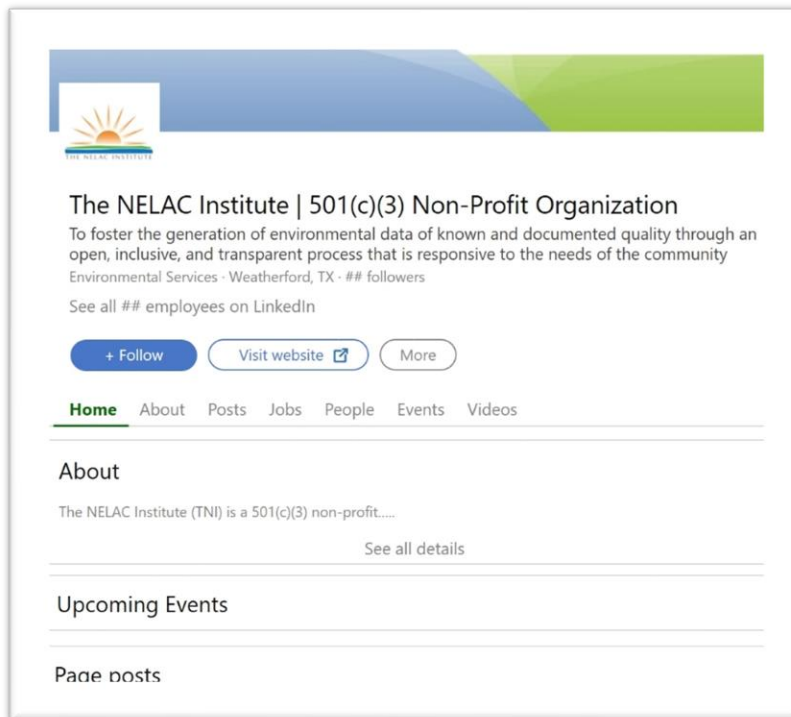 THE NELAC INSTITUTE
The NELAC Institute | 501(c)(3) Non-Profit Organization
To foster the generation of environmental data of known and documented quality through an
open, inclusive, and transparent process that is responsive to the needs of the community
Environmental Services · Weatherford, TX · ## followers
See all ## employees on LinkedIn
+ Follow Visit website More
Home About Posts Jobs People Events Videos
About
The NELAC Institute (TNI) is a 501(c)(3) non-profit.....
See all details
Upcoming Events
Page posts